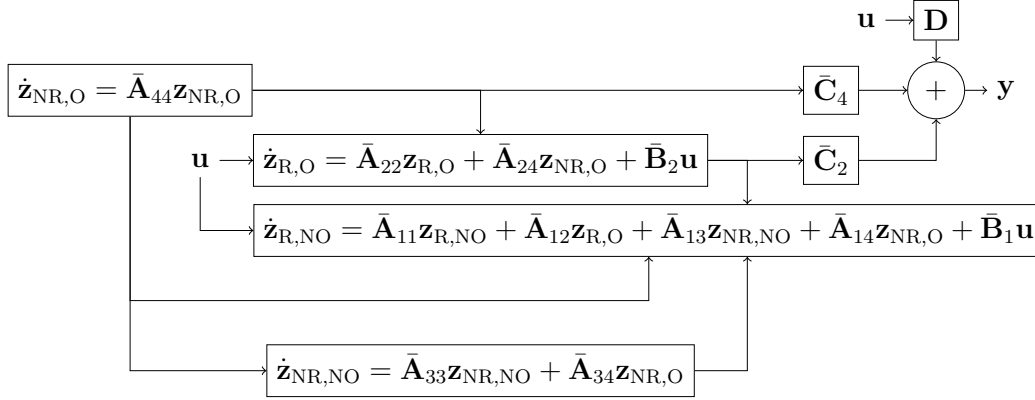 u
D
ż_NR,O = Ā_44 z_NR,O
C̄_4
+
y
u
ż_R,O = Ā_22 z_R,O + Ā_24 z_NR,O + B̄_2 u
C̄_2
ż_R,NO = Ā_11 z_R,NO + Ā_12 z_R,O + Ā_13 z_NR,NO + Ā_14 z_NR,O + B̄_1 u
ż_NR,NO = Ā_33 z_NR,NO + Ā_34 z_NR,O